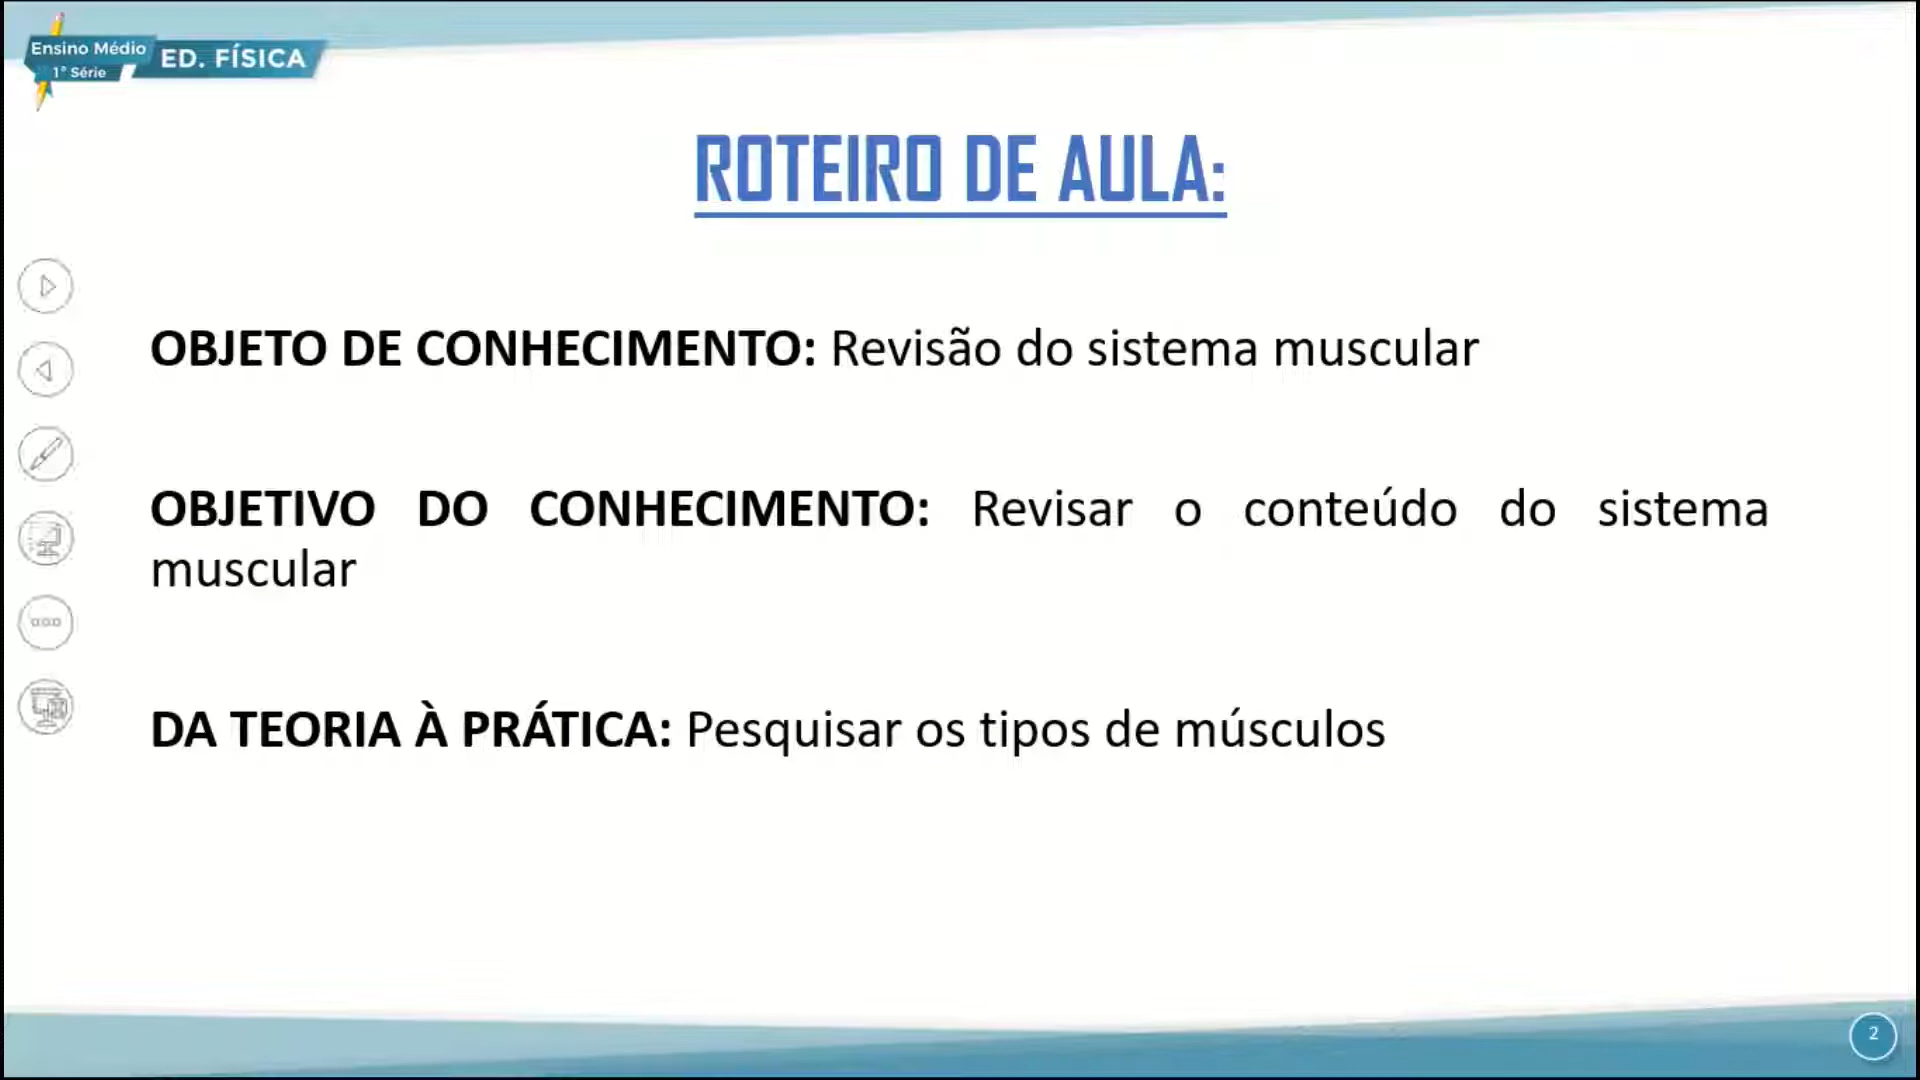 Ensino Médio
1ª Série
ED. FÍSICA
ROTEIRO DE AULA:
OBJETO DE CONHECIMENTO: Revisão do sistema muscular
OBJETIVO DO CONHECIMENTO: Revisar o conteúdo do sistema
muscular
DA TEORIA À PRÁTICA: Pesquisar os tipos de músculos
2